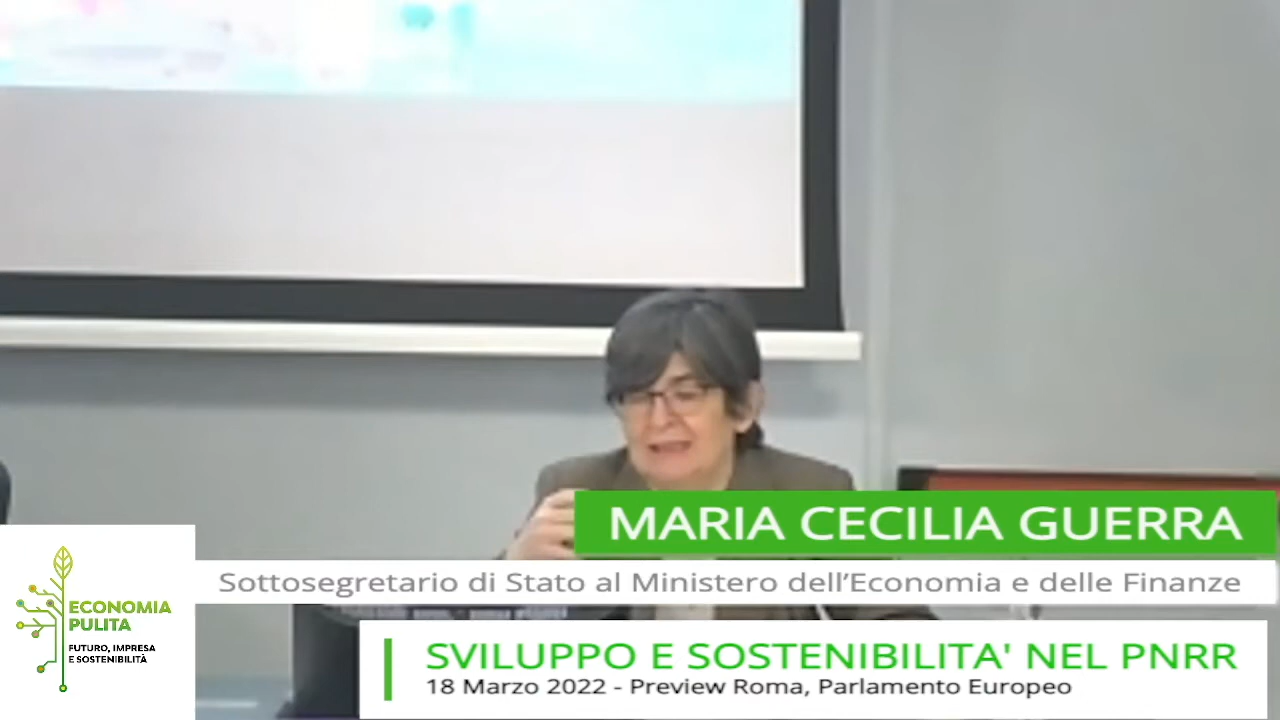 MARIA CECILIA GUERRA
Sottosegretario di Stato al Ministero dell'Economia e delle Finanze
ECONOMIA
PULITA
FUTURO, IMPRESA
E SOSTENIBILITÀ
SVILUPPO E SOSTENIBILITA' NEL PNRR
18 Marzo 2022 - Preview Roma, Parlamento Europeo